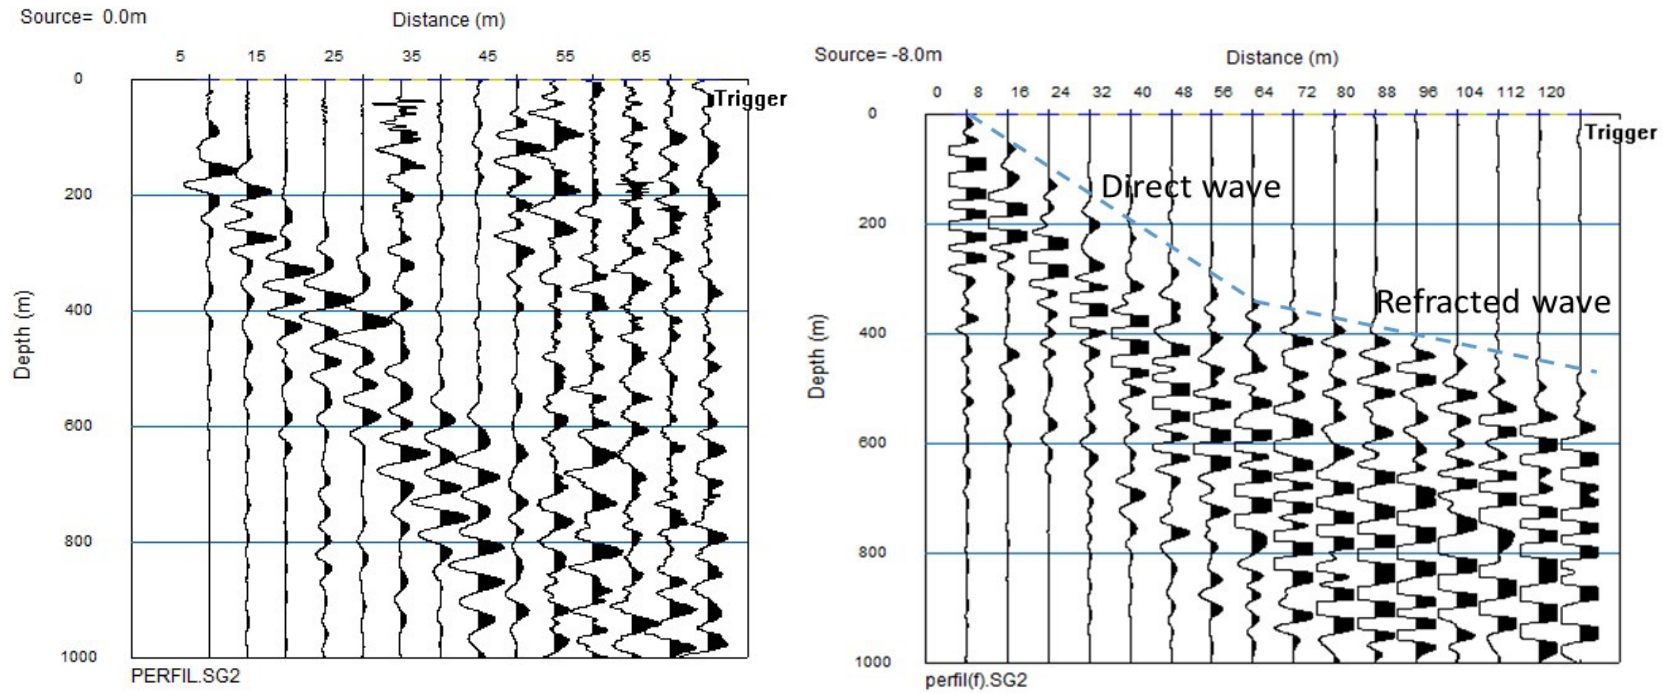 Source= 0.0m
Distance (m)
5 15 25 35 45 55 65
0
Trigger
200
400
Depth (m)
600
800
1000
PERFIL.SG2
Source= -8.0m
Distance (m)
0 8 16 24 32 40 48 56 64 72 80 88 96 104 112 120
0
Trigger
Direct wave
200
Refracted wave
400
Depth (m)
600
800
1000
perfil(f).SG2